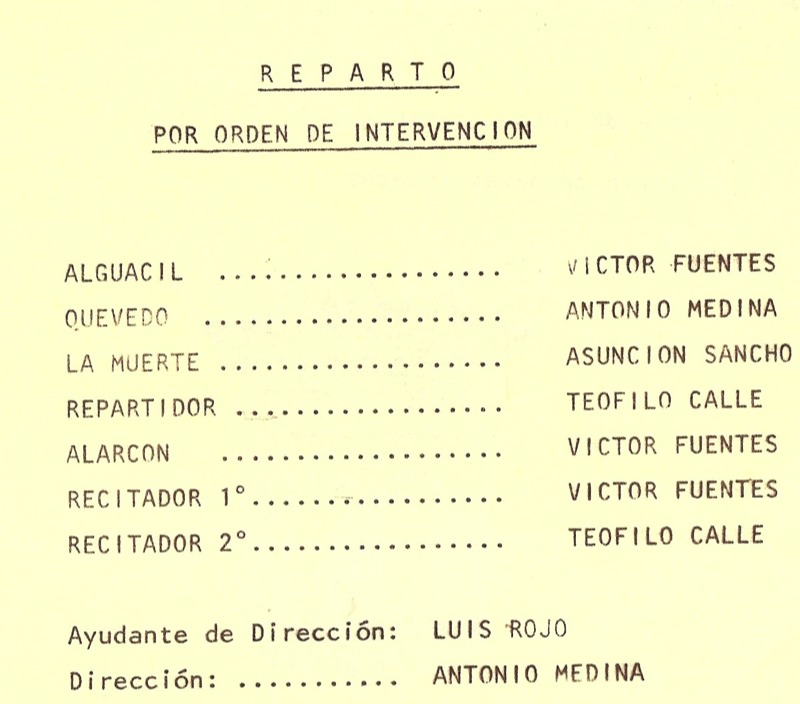 R E P A R T O
POR ORDEN DE INTERVENCION
ALGUACIL ................... VICTOR FUENTES
QUEVEDO .................... ANTONIO MEDINA
LA MUERTE ................... ASUNCION SANCHO
REPARTIDOR .................. TEOFILO CALLE
ALARCON ................... VICTOR FUENTES
RECITADOR 1°................. VICTOR FUENTES
RECITADOR 2°................. TEOFILO CALLE
Ayudante de Dirección: LUIS ROJO
Dirección: ........... ANTONIO MEDINA